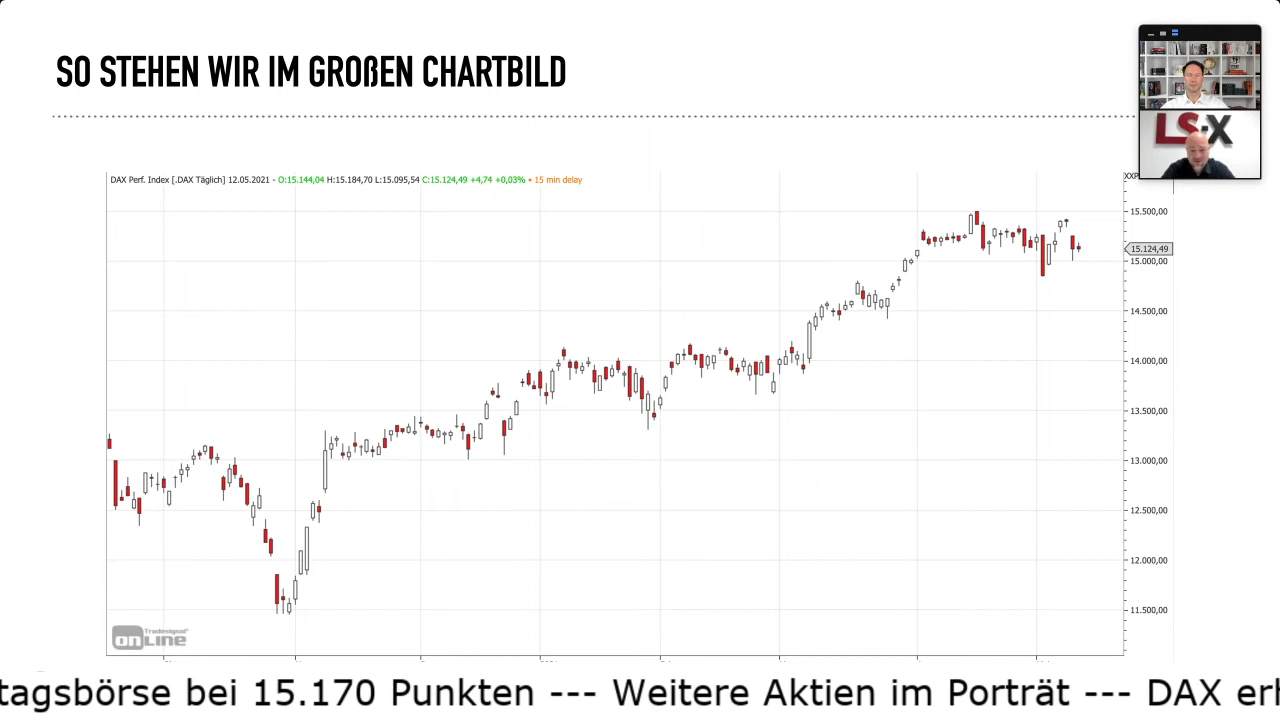 SO STEHEN WIR IM GROßEN CHARTBILD
LS-X
DAX Perf. Index [.DAX Täglich] 12.05.2021 - O:15.144,04 H:15.184,70 L:15.095,54 C:15.124,49 +4,74 +0,03% • 15 min delay
15.500,00
15.124,49
15.000,00
14.500,00
14.000,00
13.500,00
13.000,00
12.500,00
12.000,00
11.500,00
Tradesignal®
onLine
tagsbörse bei 15.170 Punkten --- Weitere Aktien im Porträt --- DAX erh